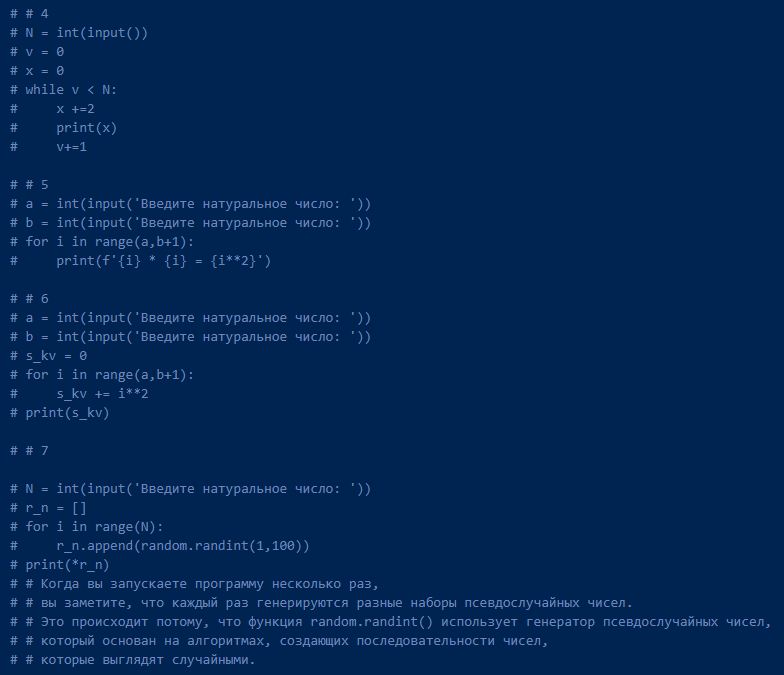 # # 4
# N = int(input())
# v = 0
# x = 0
# while v < N:
#     x +=2
#     print(x)
#     v+=1
# # 5
# a = int(input('Введите натуральное число: '))
# b = int(input('Введите натуральное число: '))
# for i in range(a,b+1):
#     print(f'{i} * {i} = {i**2}')
# # 6
# a = int(input('Введите натуральное число: '))
# b = int(input('Введите натуральное число: '))
# s_kv = 0
# for i in range(a,b+1):
#     s_kv += i**2
# print(s_kv)
# # 7
# N = int(input('Введите натуральное число: '))
# r_n = []
# for i in range(N):
#     r_n.append(random.randint(1,100))
# print(*r_n)
# # Когда вы запускаете программу несколько раз,
# # вы заметите, что каждый раз генерируются разные наборы псевдослучайных чисел.
# # Это происходит потому, что функция random.randint() использует генератор псевдослучайных чисел,
# # который основан на алгоритмах, создающих последовательности чисел,
# # которые выглядят случайными.